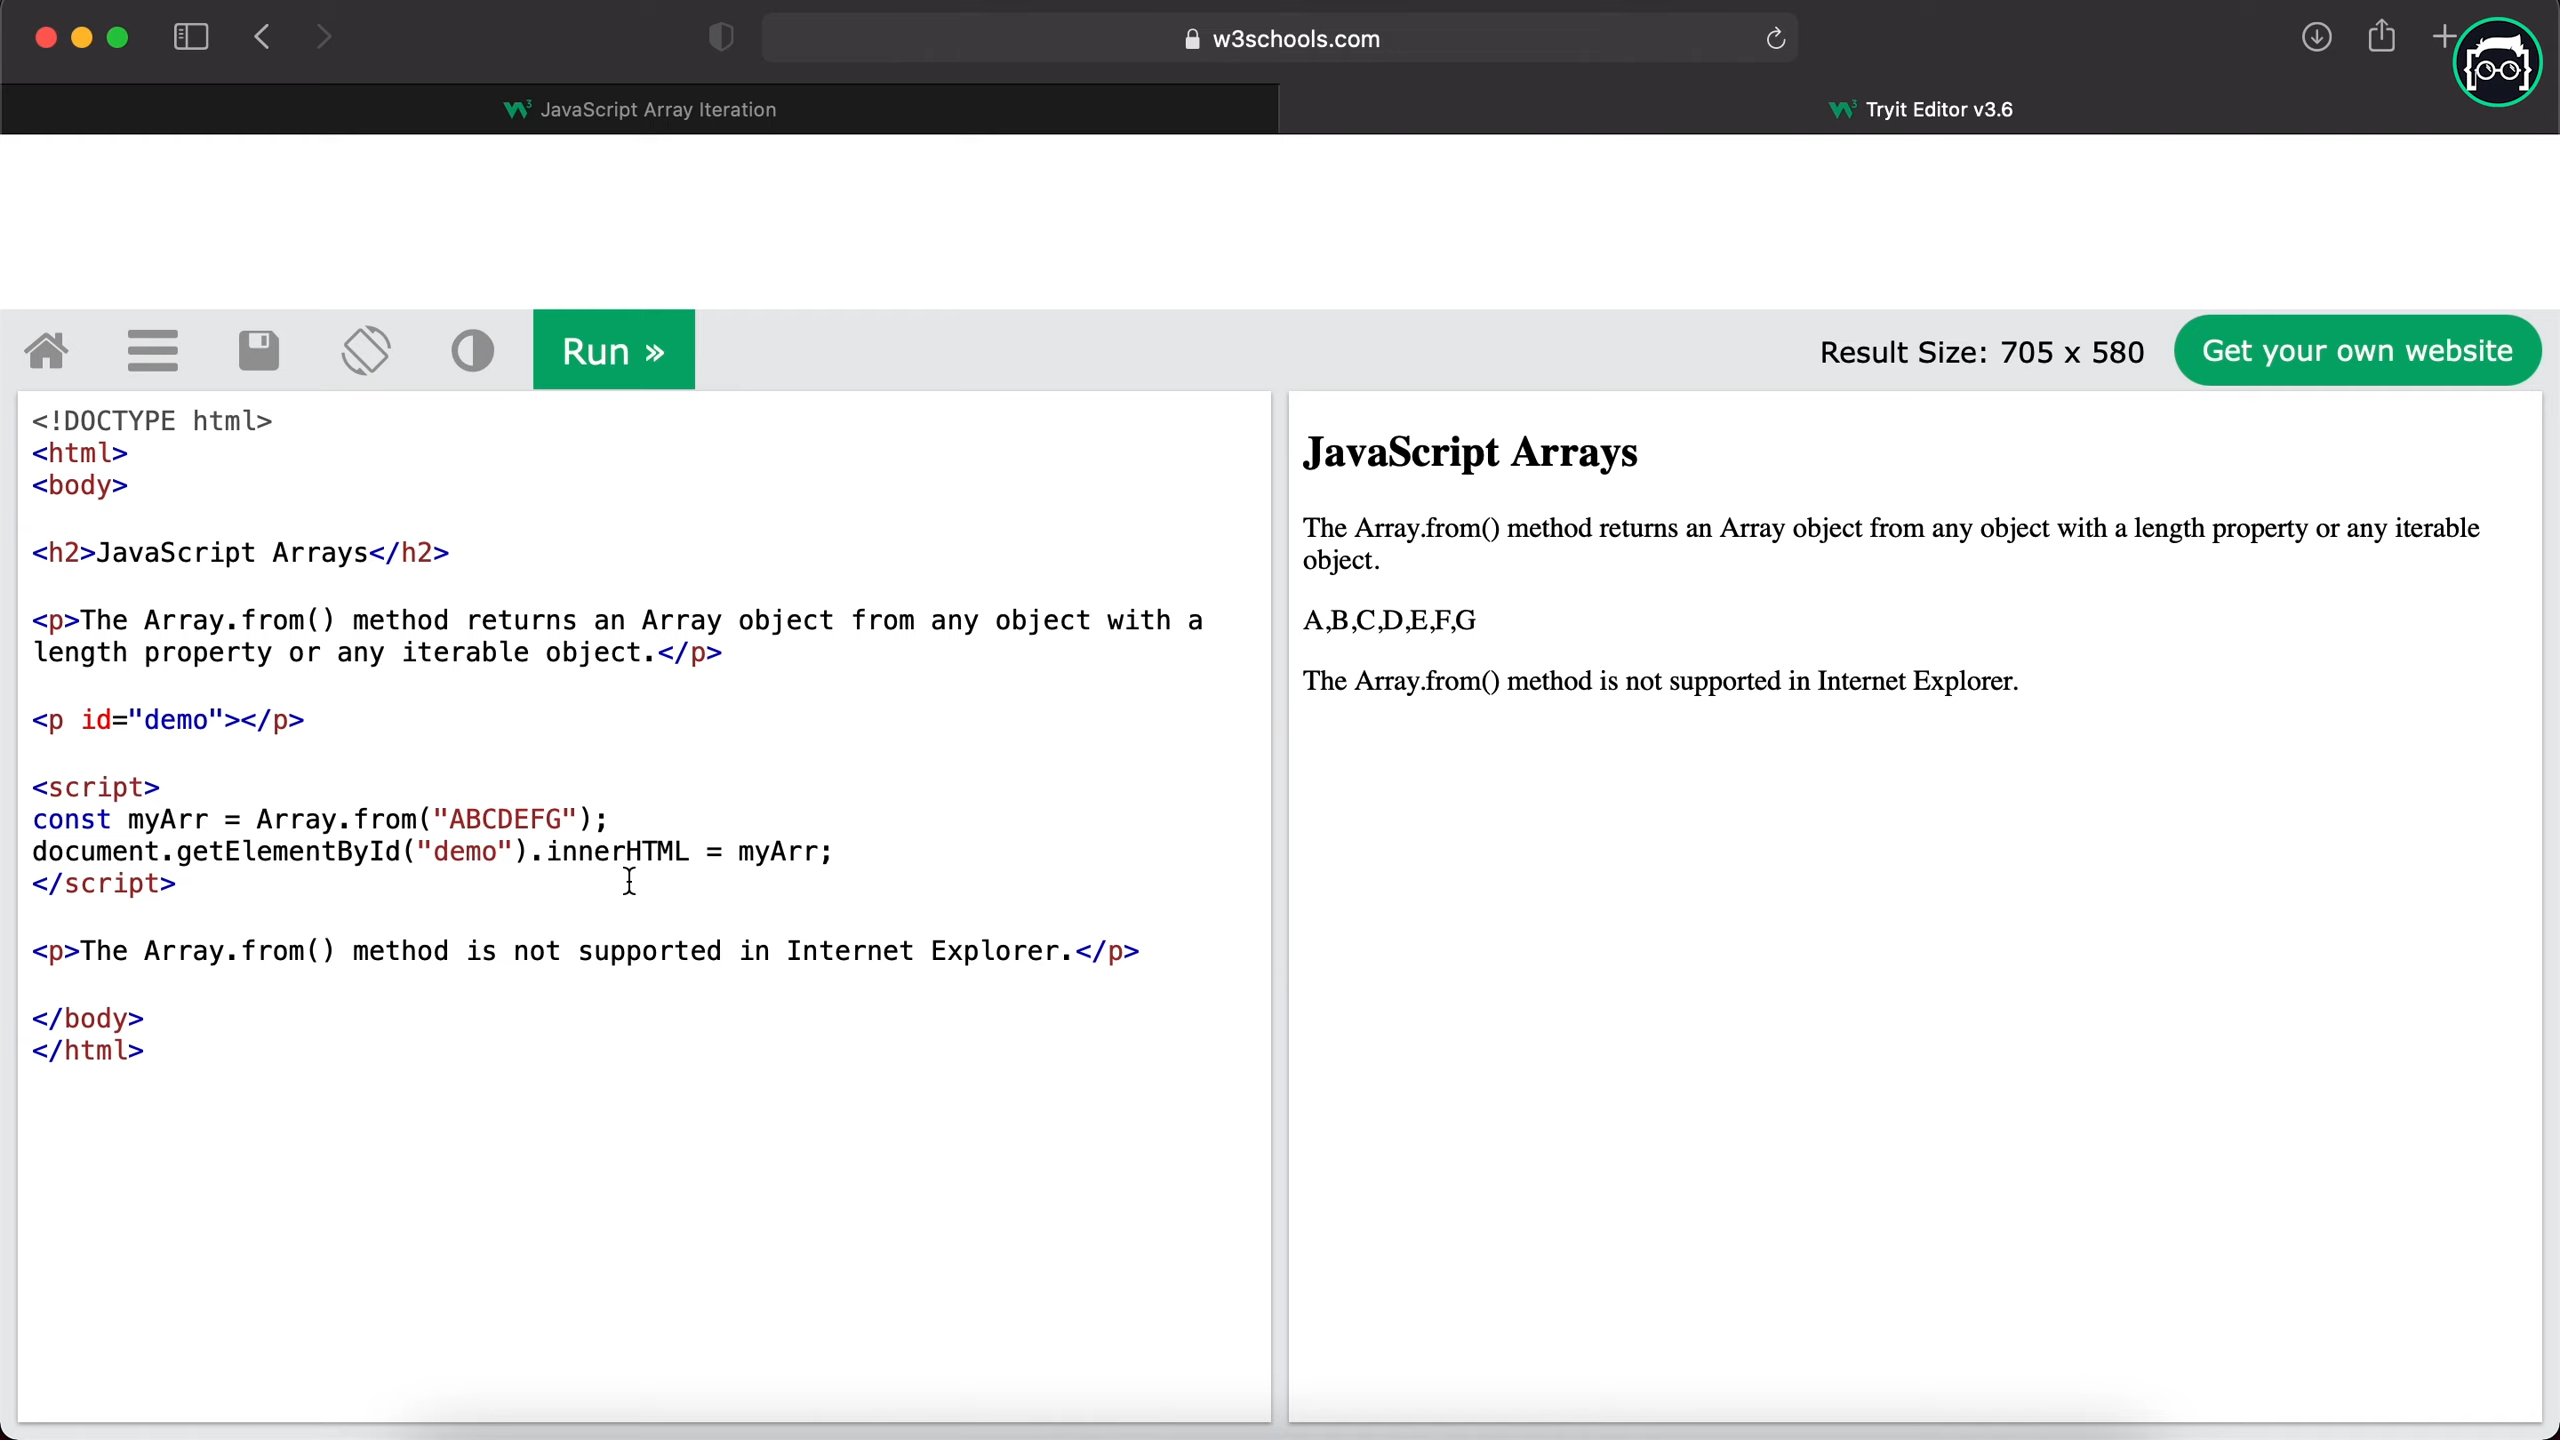 w3schools.com
JavaScript Array Iteration
Tryit Editor v3.6
Run »
Result Size: 705 x 580
Get your own website
<!DOCTYPE html>
<html>
<body>
<h2>JavaScript Arrays</h2>
<p>The Array.from() method returns an Array object from any object with a
length property or any iterable object.</p>
<p id="demo"></p>
<script>
const myArr = Array.from("ABCDEFG");
document.getElementById("demo").innerHTML = myArr;
</script>
<p>The Array.from() method is not supported in Internet Explorer.</p>
</body>
</html>
JavaScript Arrays
The Array.from() method returns an Array object from any object with a length property or any iterable
object.
A,B,C,D,E,F,G
The Array.from() method is not supported in Internet Explorer.